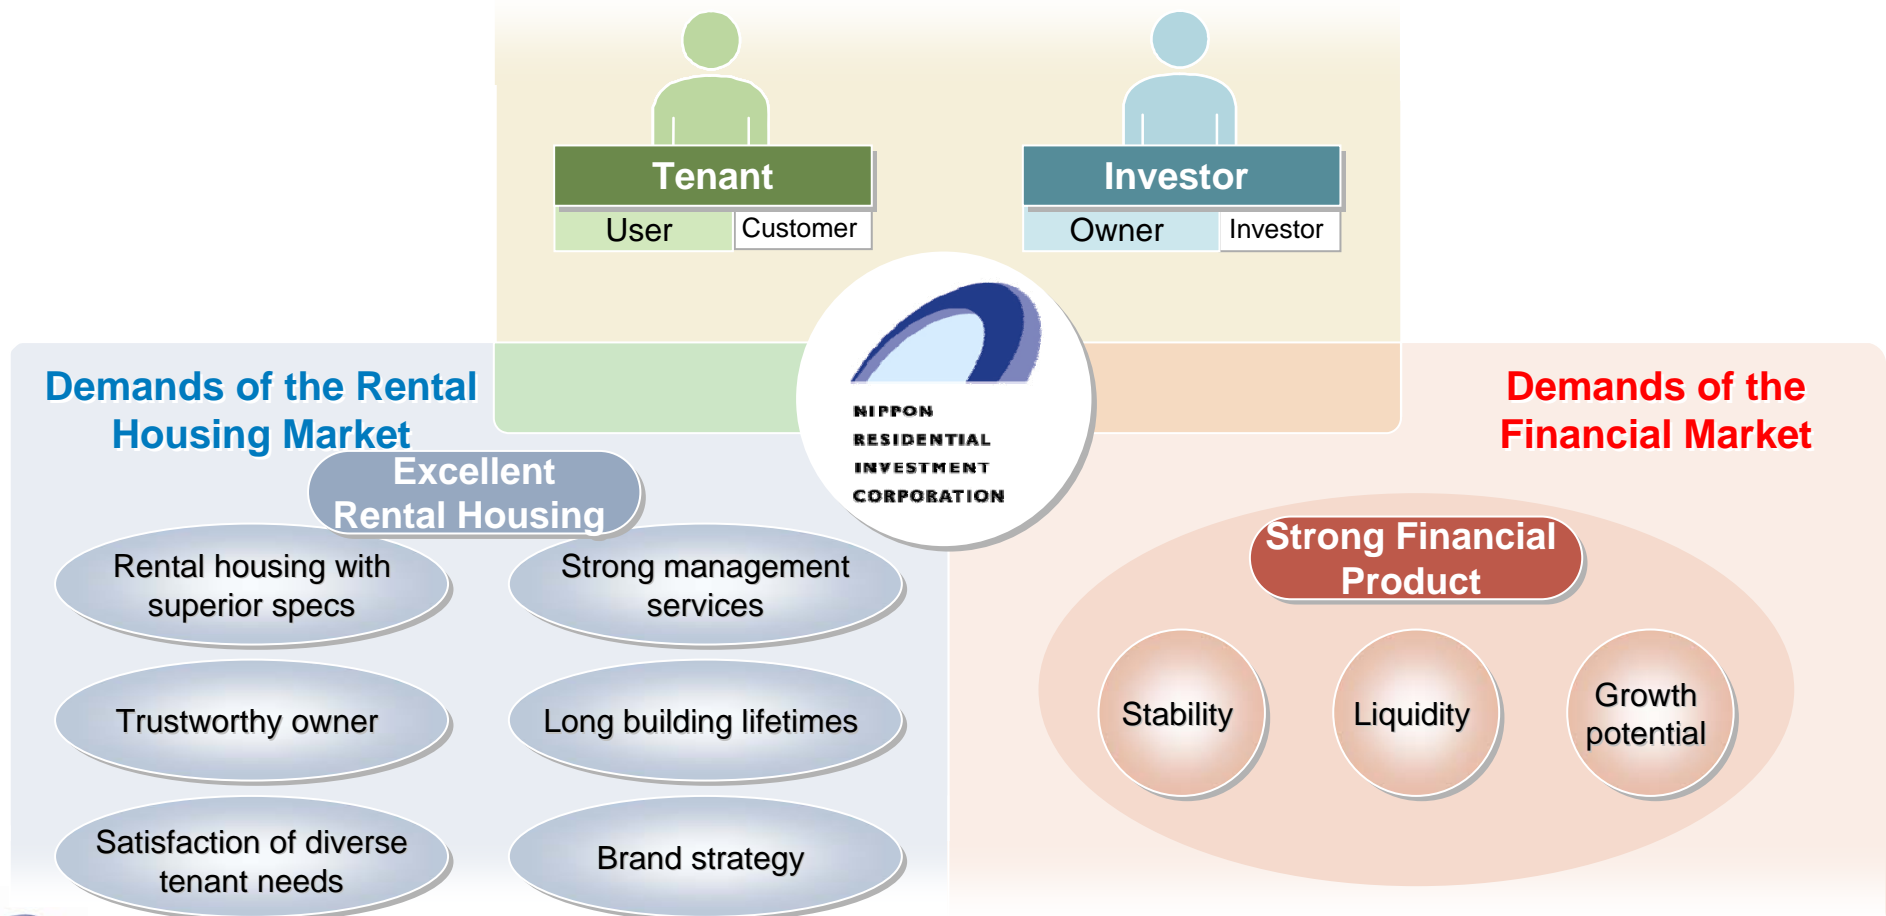 Tenant
User
Customer
Investor
Owner
Investor
NIPPON
RESIDENTIAL
INVESTMENT
CORPORATION
Demands of the Rental
Housing Market
Excellent
Rental Housing
Rental housing with
superior specs
Strong management
services
Trustworthy owner
Long building lifetimes
Satisfaction of diverse
tenant needs
Brand strategy
Demands of the
Financial Market
Strong Financial
Product
Stability
Liquidity
Growth
potential